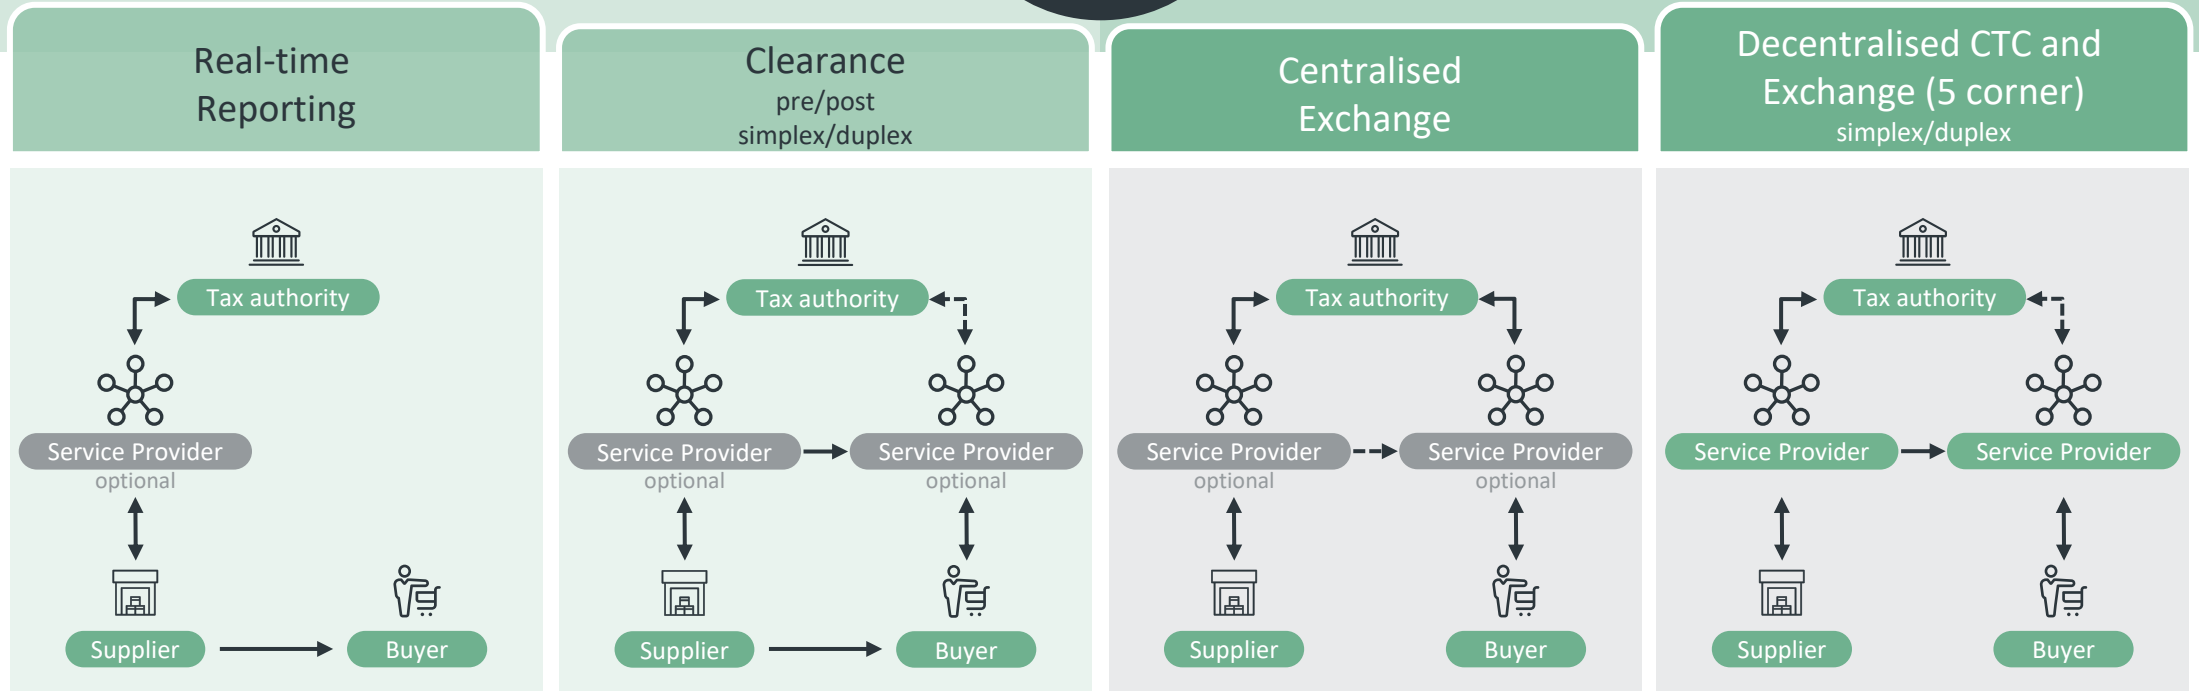 Real-time
Reporting
Clearance
pre/post
simplex/duplex
Centralised
Exchange
Decentralised CTC and
Exchange (5 corner)
simplex/duplex
Tax authority
Service Provider
optional
Supplier
Buyer
Tax authority
Service Provider
Service Provider
optional
optional
Supplier
Buyer
Tax authority
Service Provider
Service Provider
optional
optional
Supplier
Buyer
Tax authority
Service Provider
Service Provider
Supplier
Buyer